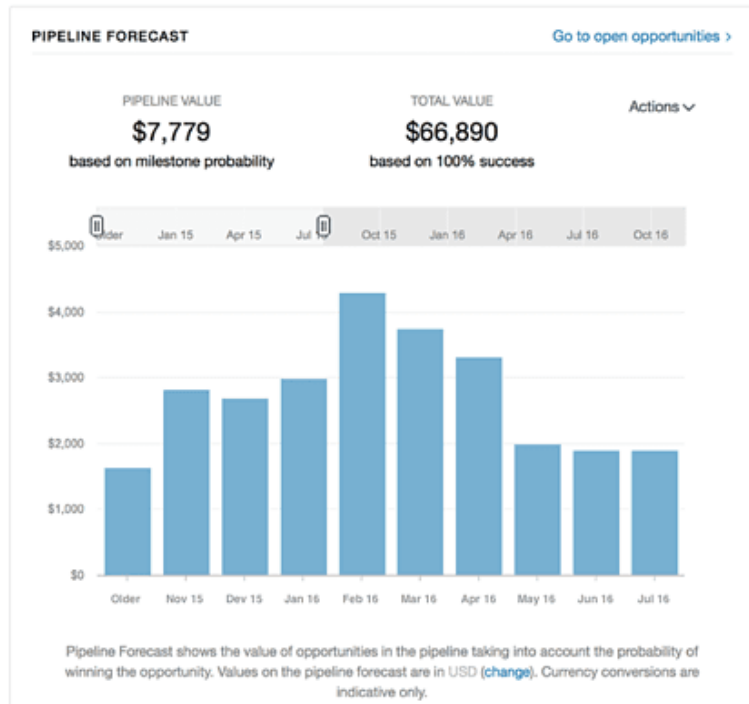 PIPELINE FORECAST
Go to open opportunities >
PIPELINE VALUE
$7,779
based on milestone probability
TOTAL VALUE
$66,890
based on 100% success
Actions
Jan 15 Apr 15 Jul Oct 15 Jan 16 Apr 16 Jul 16 Oct 16
$5,000
$4,000
$3,000
$2,000
$1,000
$0
Older Nov 15 Dev 15 Jan 16 Feb 16 Mar 16 Apr 16 May 16 Jun 16 Jul 16
Pipeline Forecast shows the value of opportunities in the pipeline taking into account the probability of
winning the opportunity. Values on the pipeline forecast are in USD (change). Currency conversions are
indicative only.